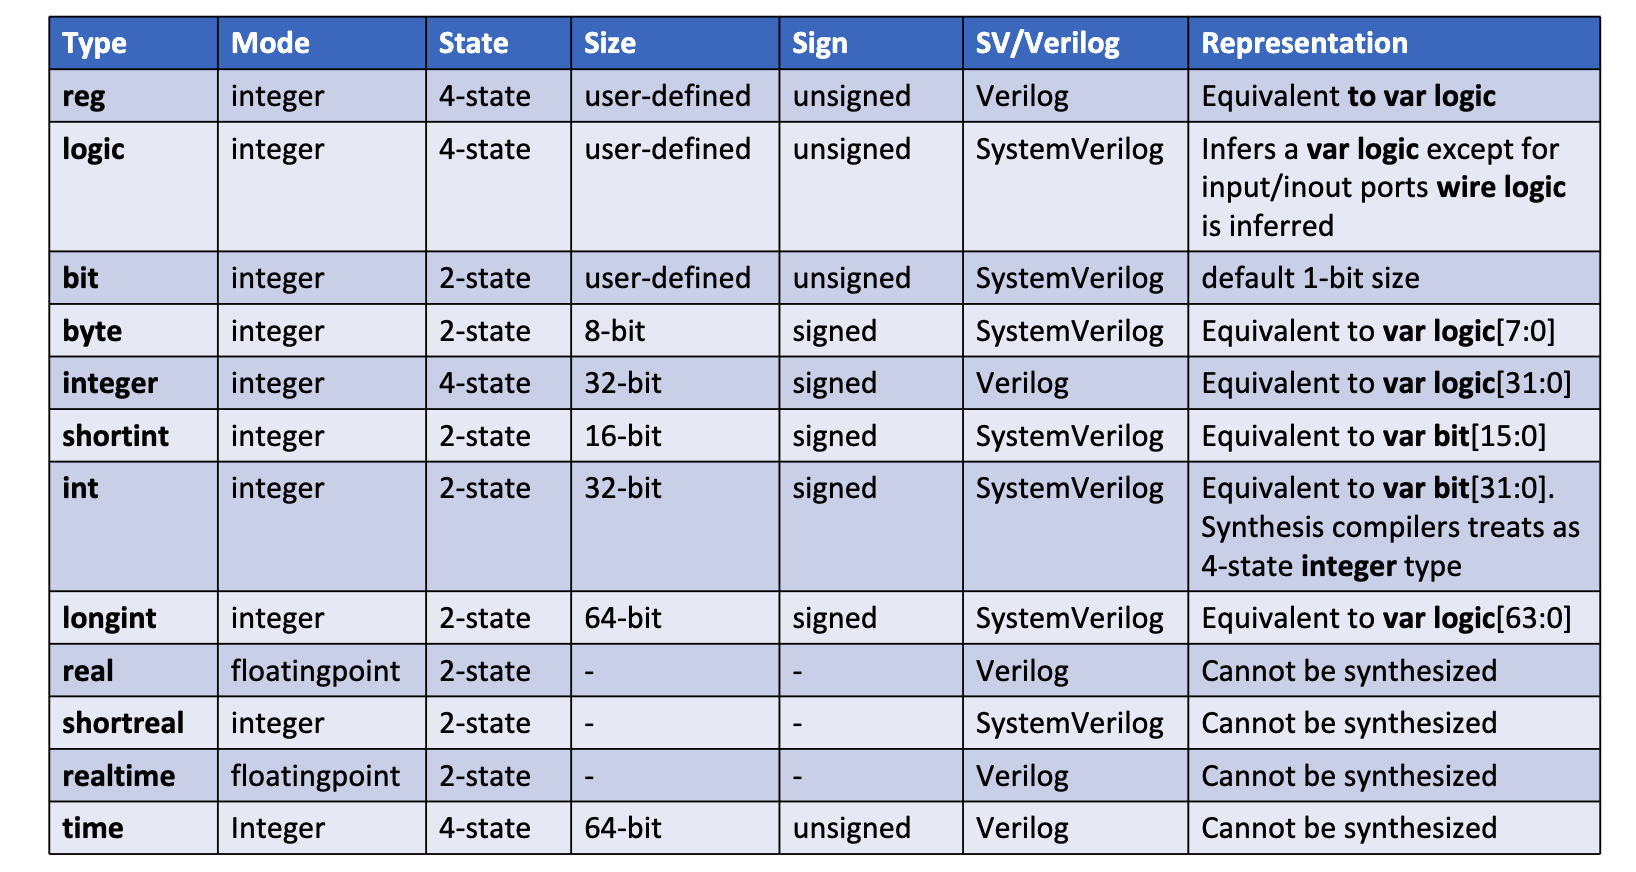 Type Mode State Size Sign SV/Verilog Representation
reg integer 4-state user-defined unsigned Verilog Equivalent to var logic
logic integer 4-state user-defined unsigned SystemVerilog Infers a var logic except for
input/inout ports wire logic
is inferred
bit integer 2-state user-defined unsigned SystemVerilog default 1-bit size
byte integer 2-state 8-bit signed SystemVerilog Equivalent to var logic[7:0]
integer integer 4-state 32-bit signed Verilog Equivalent to var logic[31:0]
shortint integer 2-state 16-bit signed SystemVerilog Equivalent to var bit[15:0]
int integer 2-state 32-bit signed SystemVerilog Equivalent to var bit[31:0].
Synthesis compilers treats as
4-state integer type
longint integer 2-state 64-bit signed SystemVerilog Equivalent to var logic[63:0]
real floatingpoint 2-state - - Verilog Cannot be synthesized
shortreal integer 2-state - - SystemVerilog Cannot be synthesized
realtime floatingpoint 2-state - - Verilog Cannot be synthesized
time Integer 4-state 64-bit unsigned Verilog Cannot be synthesized